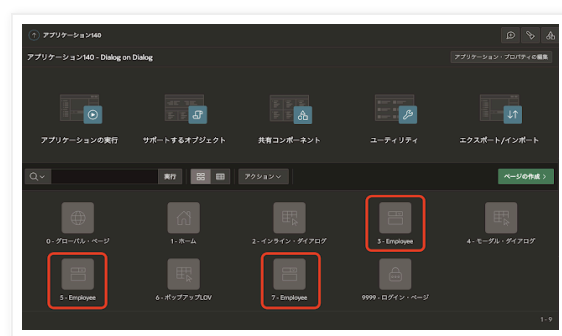 アプリケーション140
アプリケーション140 - Dialog on Dialog
アプリケーション・プロパティの編集
アプリケーションの実行
サポートするオブジェクト
共有コンポーネント
ユーティリティ
エクスポート/インポート
実行
アクション
ページの作成
0 - グローバル・ページ
1 - ホーム
2 - インライン・ダイアログ
3 - Employee
4 - モーダル・ダイアログ
5 - Employee
6 - ポップアップLOV
7 - Employee
9999 - ログイン・ページ
1 - 9